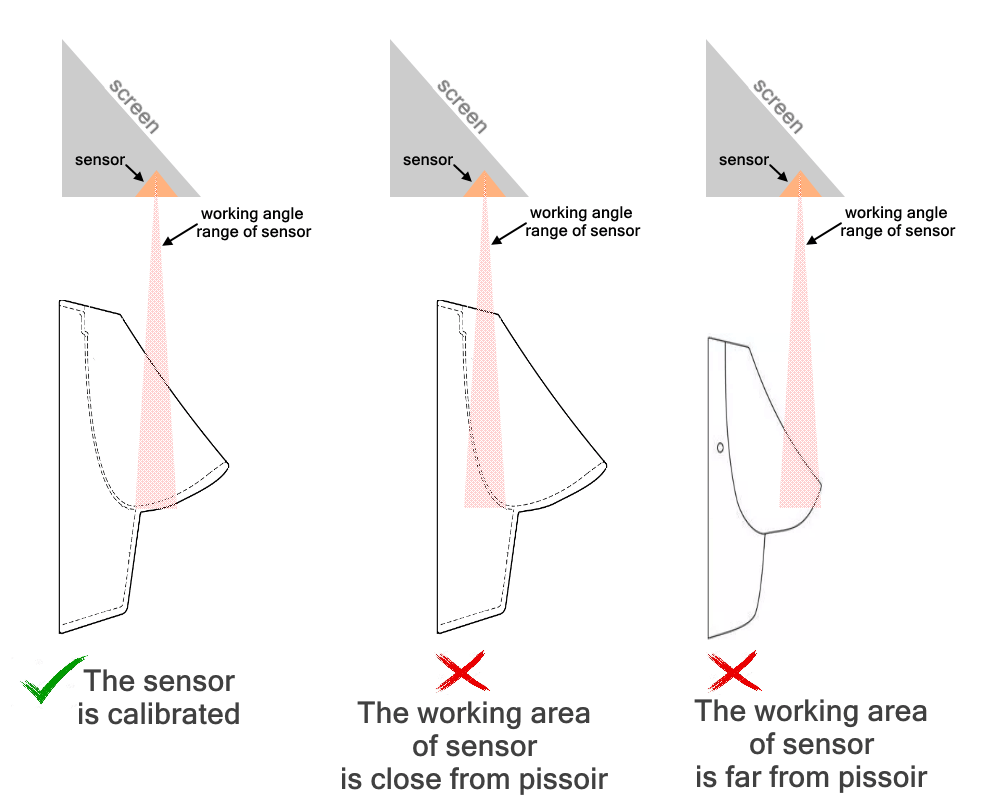 screen
sensor
working angle
range of sensor
The sensor
is calibrated
screen
sensor
working angle
range of sensor
The working area
of sensor
is close from pissoir
screen
sensor
working angle
range of sensor
The working area
of sensor
is far from pissoir